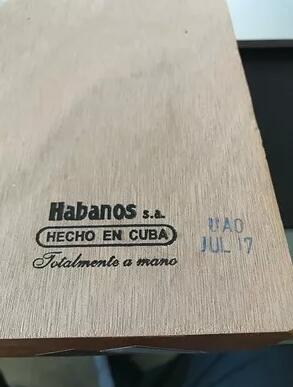 Habanos s.a.
HECHO EN CUBA
Totalmente a mano
UAO
JUL 17